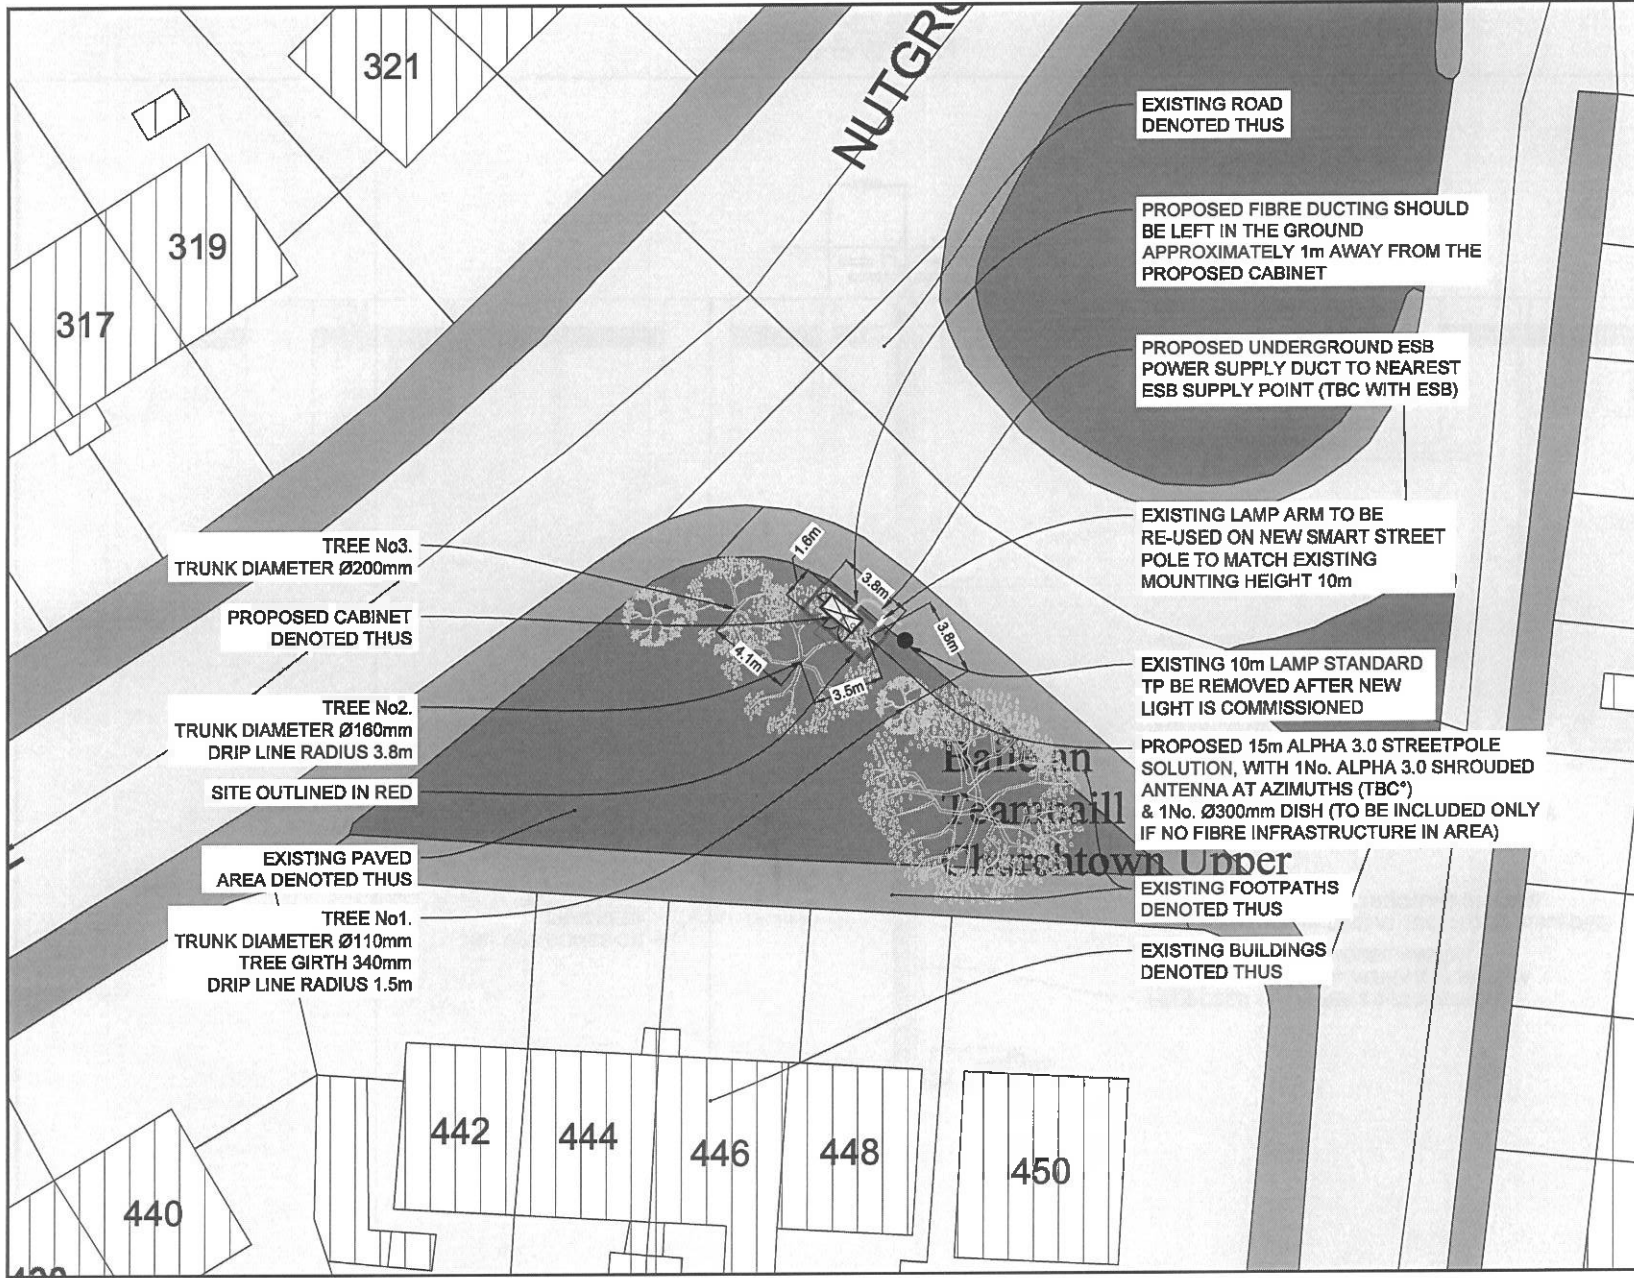 321
NUTGRO
319
317
EXISTING ROAD
DENOTED THUS
PROPOSED FIBRE DUCTING SHOULD
BE LEFT IN THE GROUND
APPROXIMATELY 1m AWAY FROM THE
PROPOSED CABINET
PROPOSED UNDERGROUND ESB
POWER SUPPLY DUCT TO NEAREST
ESB SUPPLY POINT (TBC WITH ESB)
EXISTING LAMP ARM TO BE
RE-USED ON NEW SMART STREET
POLE TO MATCH EXISTING
MOUNTING HEIGHT 10m
EXISTING 10m LAMP STANDARD
TP BE REMOVED AFTER NEW
LIGHT IS COMMISSIONED
PROPOSED 15m ALPHA 3.0 STREETPOLE
SOLUTION, WITH 1No. ALPHA 3.0 SHROUDED
ANTENNA AT AZIMUTHS (TBC°)
& 1No. Ø300mm DISH (TO BE INCLUDED ONLY
IF NO FIBRE INFRASTRUCTURE IN AREA)
EXISTING FOOTPATHS
DENOTED THUS
EXISTING BUILDINGS
DENOTED THUS
TREE No3.
TRUNK DIAMETER Ø200mm
PROPOSED CABINET
DENOTED THUS
TREE No2.
TRUNK DIAMETER Ø160mm
DRIP LINE RADIUS 3.8m
SITE OUTLINED IN RED
EXISTING PAVED
AREA DENOTED THUS
TREE No1.
TRUNK DIAMETER Ø110mm
TREE GIRTH 340mm
DRIP LINE RADIUS 1.5m
1.6m
3.8m
3.8m
4.1m
3.5m
Baile an
Teampaill
Churchtown Upper
442
444
446
448
450
440